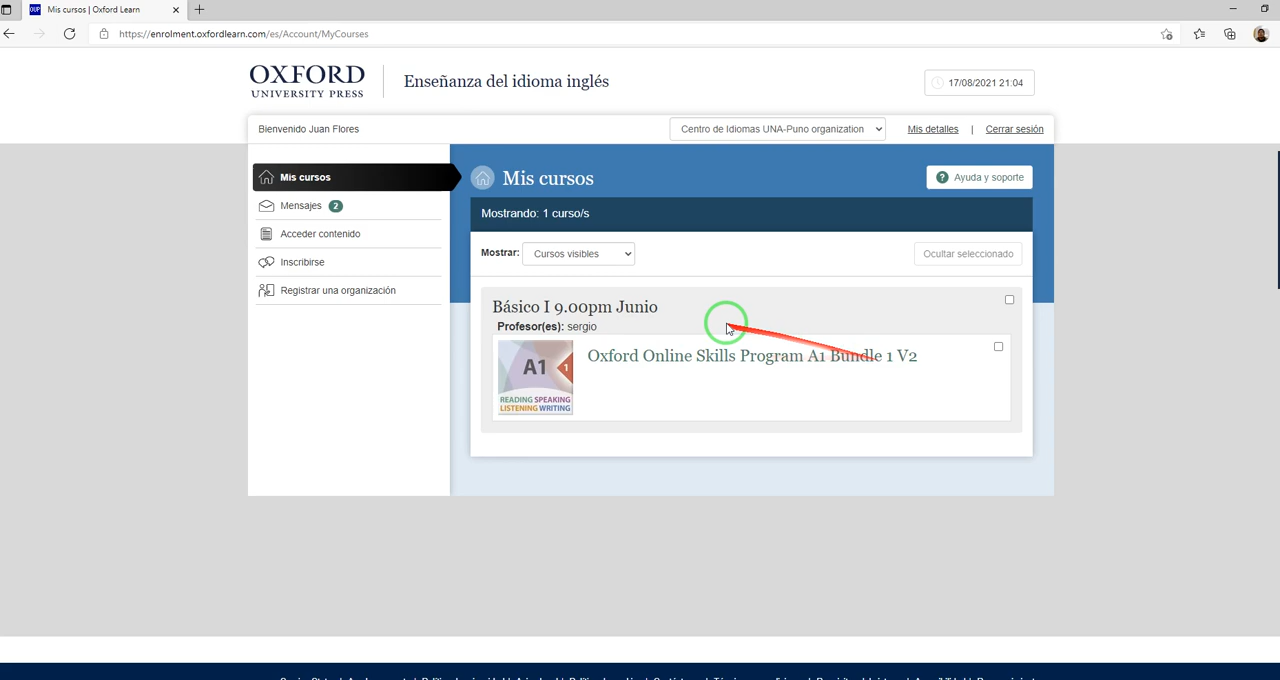 Mis cursos | Oxford Learn
https://enrolment.oxfordlearn.com/es/Account/MyCourses
OXFORD
UNIVERSITY PRESS
Enseñanza del idioma inglés
17/08/2021 21:04
Bienvenido Juan Flores
Centro de Idiomas UNA-Puno organization
Mis detalles | Cerrar sesión
Mis cursos
Mensajes 2
Acceder contenido
Inscribirse
Registrar una organización
Mis cursos
? Ayuda y soporte
Mostrando: 1 curso/s
Mostrar: Cursos visibles
Ocultar seleccionado
Básico I 9.00pm Junio
Profesor(es): sergio
A1
1
READING SPEAKING
LISTENING WRITING
Oxford Online Skills Program A1 Bundle 1 V2